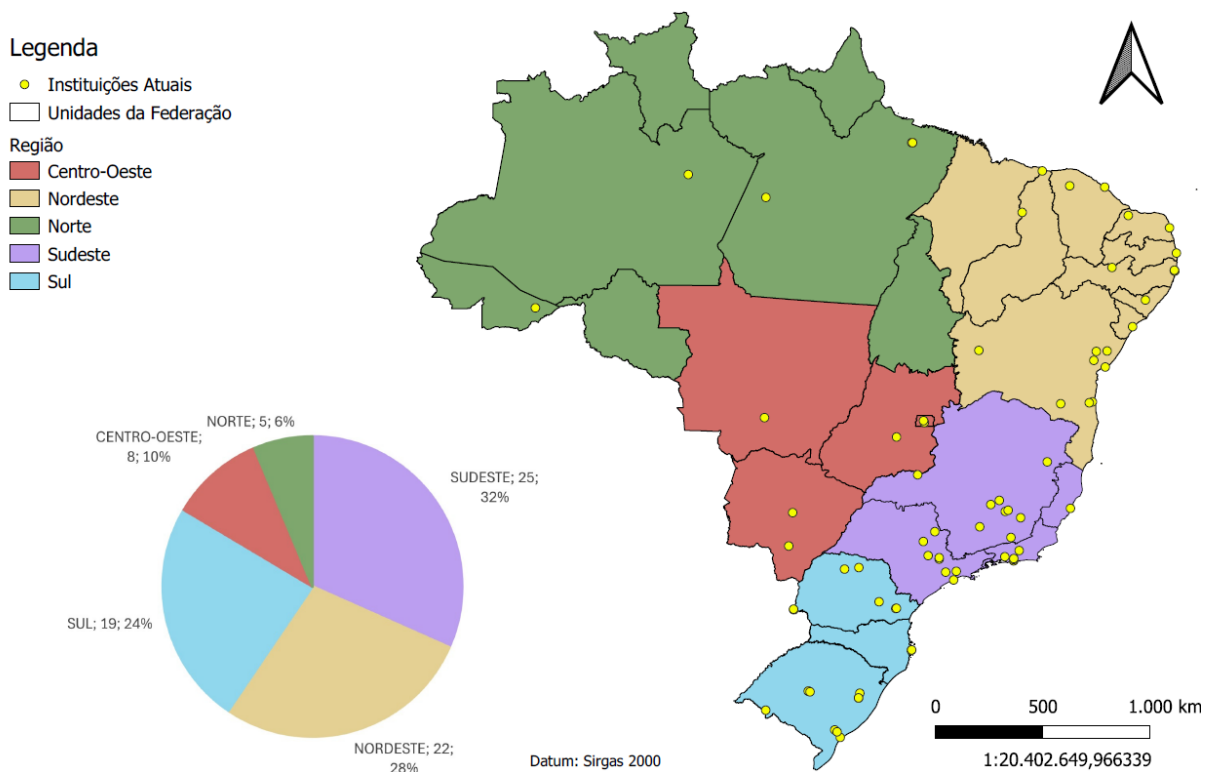 Legenda
Instituições Atuais
Unidades da Federação
Região
Centro-Oeste
Nordeste
Norte
Sudeste
Sul
NORTE; 5; 6%
CENTRO-OESTE;
8; 10%
SUDESTE; 25;
32%
SUL; 19; 24%
NORDESTE; 22;
28%
Datum: Sirgas 2000
0 500 1.000 km
1:20.402.649,966339